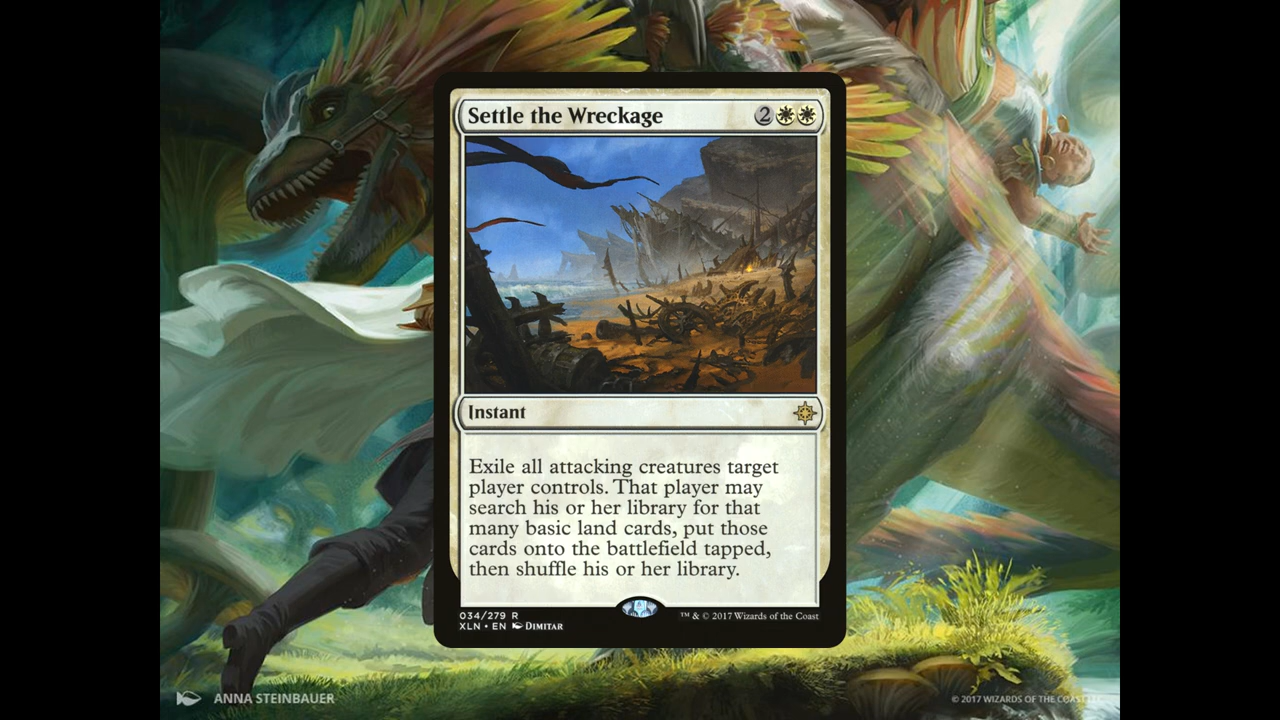 Settle the Wreckage 2
Instant
Exile all attacking creatures target
player controls. That player may
search his or her library for that
many basic land cards, put those
cards onto the battlefield tapped,
then shuffle his or her library.
034/279 R
XLN • EN DIMITAR
™ & © 2017 Wizards of the Coast
ANNA STEINBAUER
© 2017 WIZARDS OF THE COAST LLC